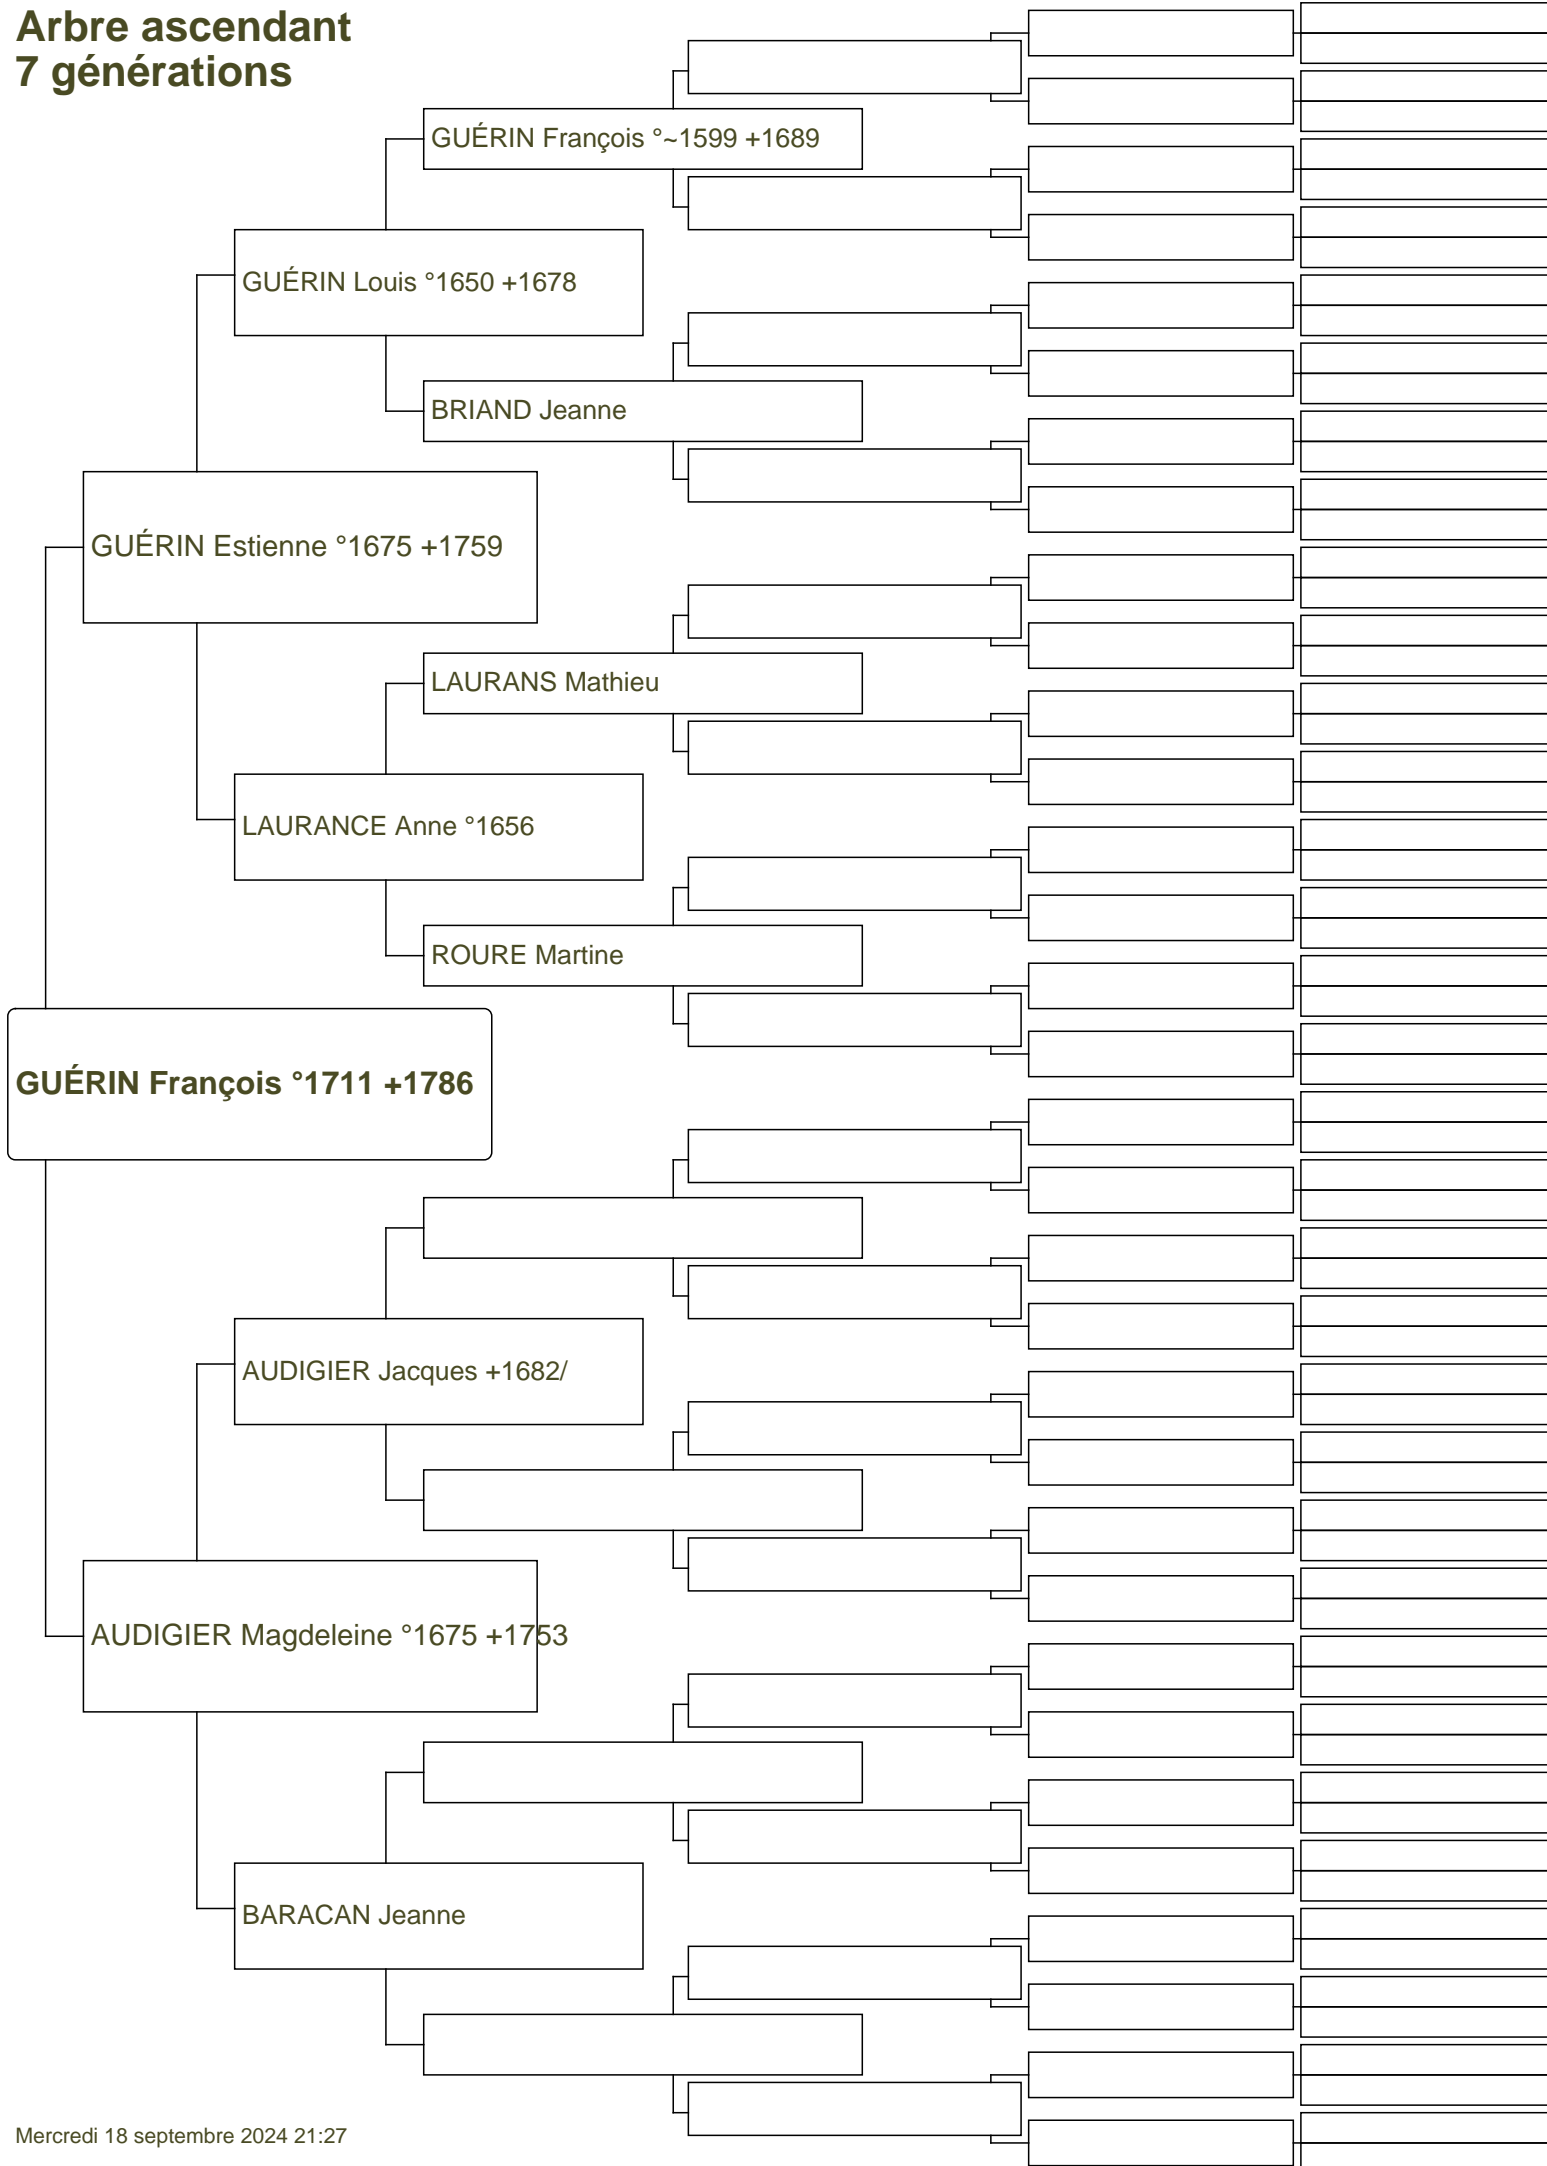 Arbre ascendant
7 générations
GUÉRIN François °~1599 +1689
GUÉRIN Louis °1650 +1678
BRIAND Jeanne
GUÉRIN Estienne °1675 +1759
LAURANS Mathieu
LAURANCE Anne °1656
ROURE Martine
GUÉRIN François °1711 +1786
AUDIGIER Jacques +1682/
AUDIGIER Magdeleine °1675 +1753
BARACAN Jeanne
Mercredi 18 septembre 2024 21:27